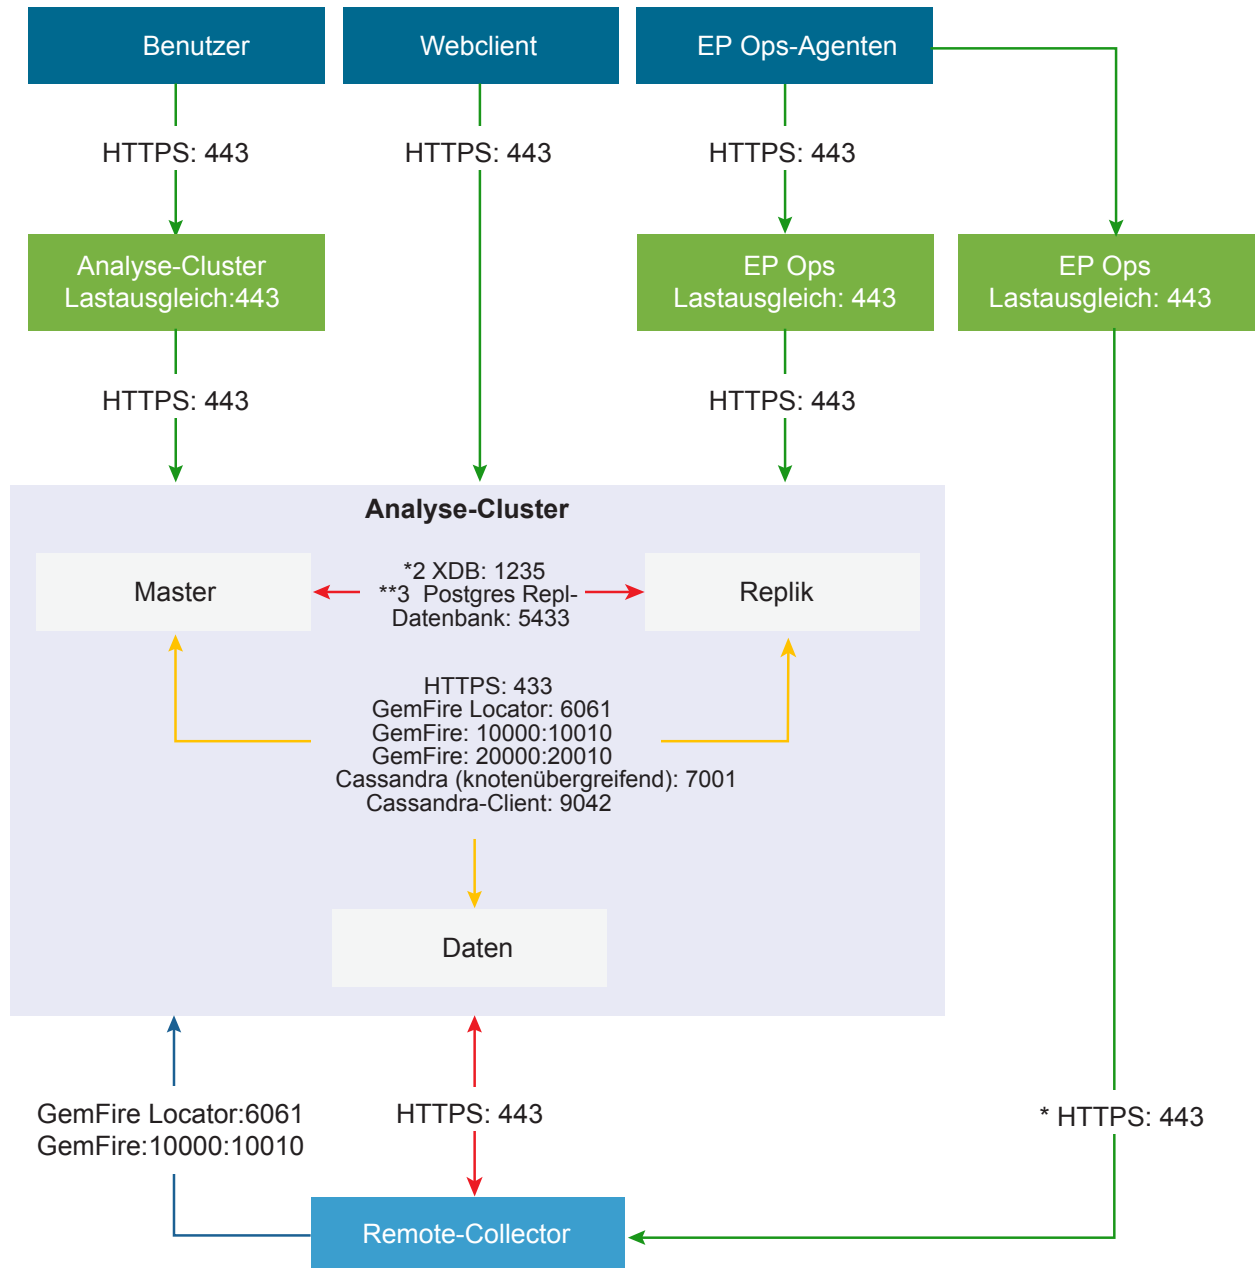 Benutzer
Webclient
EP Ops-Agenten
HTTPS: 443
HTTPS: 443
HTTPS: 443
Analyse-Cluster
Lastausgleich:443
EP Ops
Lastausgleich: 443
EP Ops
Lastausgleich: 443
HTTPS: 443
HTTPS: 443
Analyse-Cluster
Master
*2 XDB: 1235
**3 Postgres Repl-
Datenbank: 5433
Replik
HTTPS: 433
GemFire Locator: 6061
GemFire: 10000:10010
GemFire: 20000:20010
Cassandra (knotenübergreifend): 7001
Cassandra-Client: 9042
Daten
GemFire Locator:6061
GemFire:10000:10010
HTTPS: 443
* HTTPS: 443
Remote-Collector